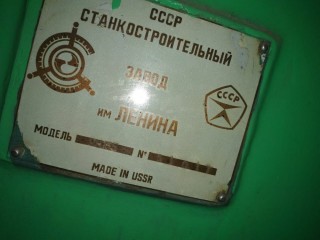 СССР
СТАНКОСТРОИТЕЛЬНЫЙ
ЗАВОД
им ЛЕНИНА
СССР
МОДЕЛЬ №
MADE IN USSR